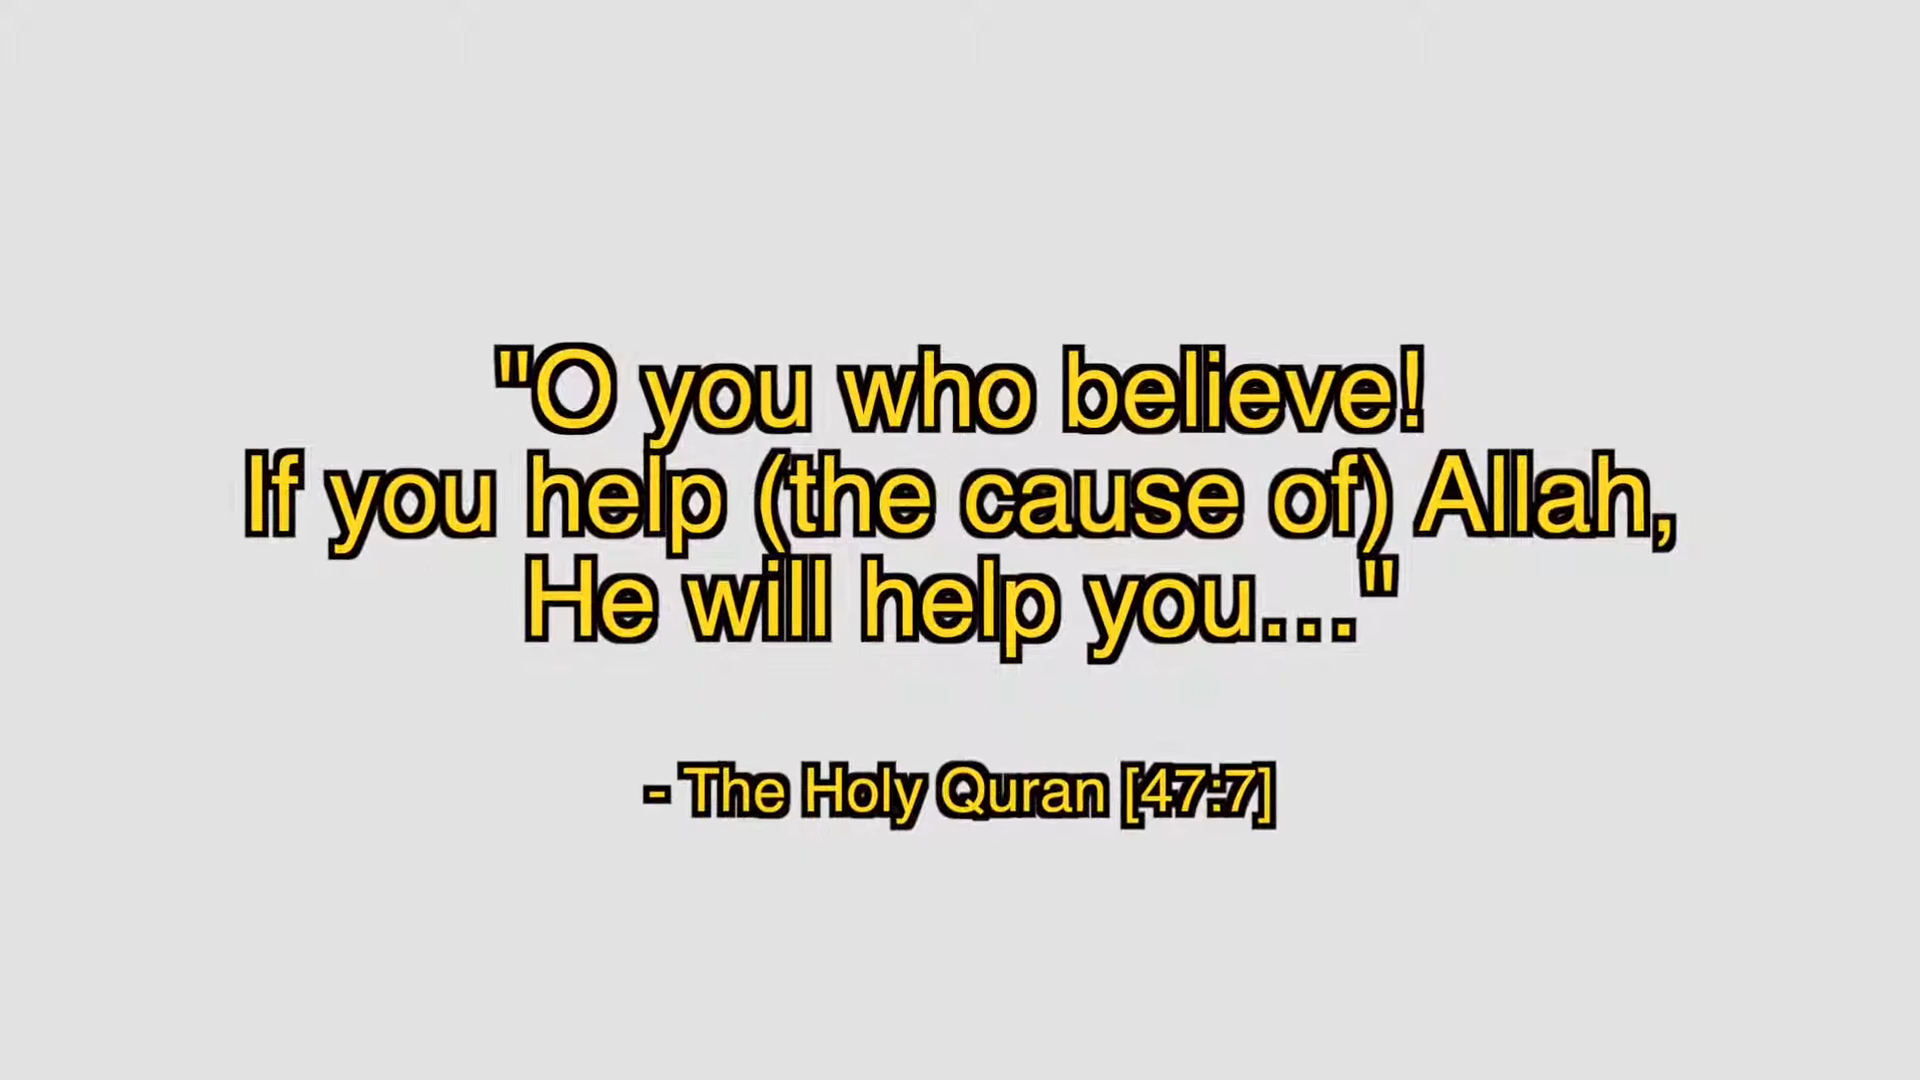 "O you who believe!
If you help (the cause of) Allah,
He will help you..."
- The Holy Quran [47:7]